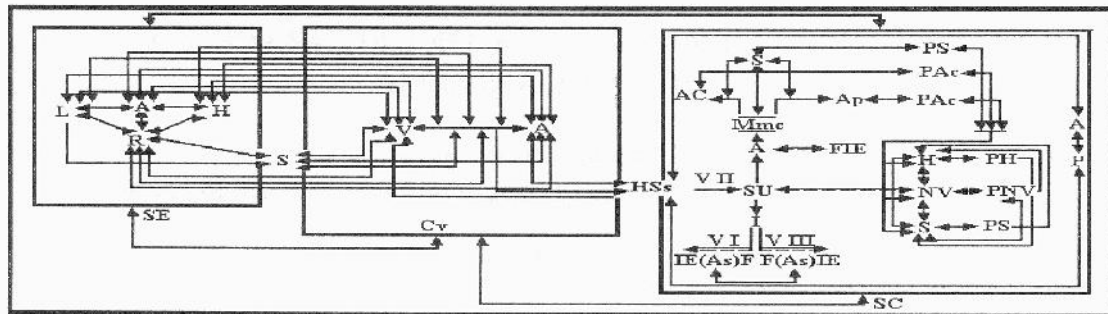 PS
S
PAc
AC
Ap
PAc
L
A
H
Mmc
A
V
A
A
FIE
H
PH
P
R
S
HSs
V II
SU
NV
PNV
SE
Cv
I
S
PS
V I
V III
IE(As)F
F(As)IE
SC